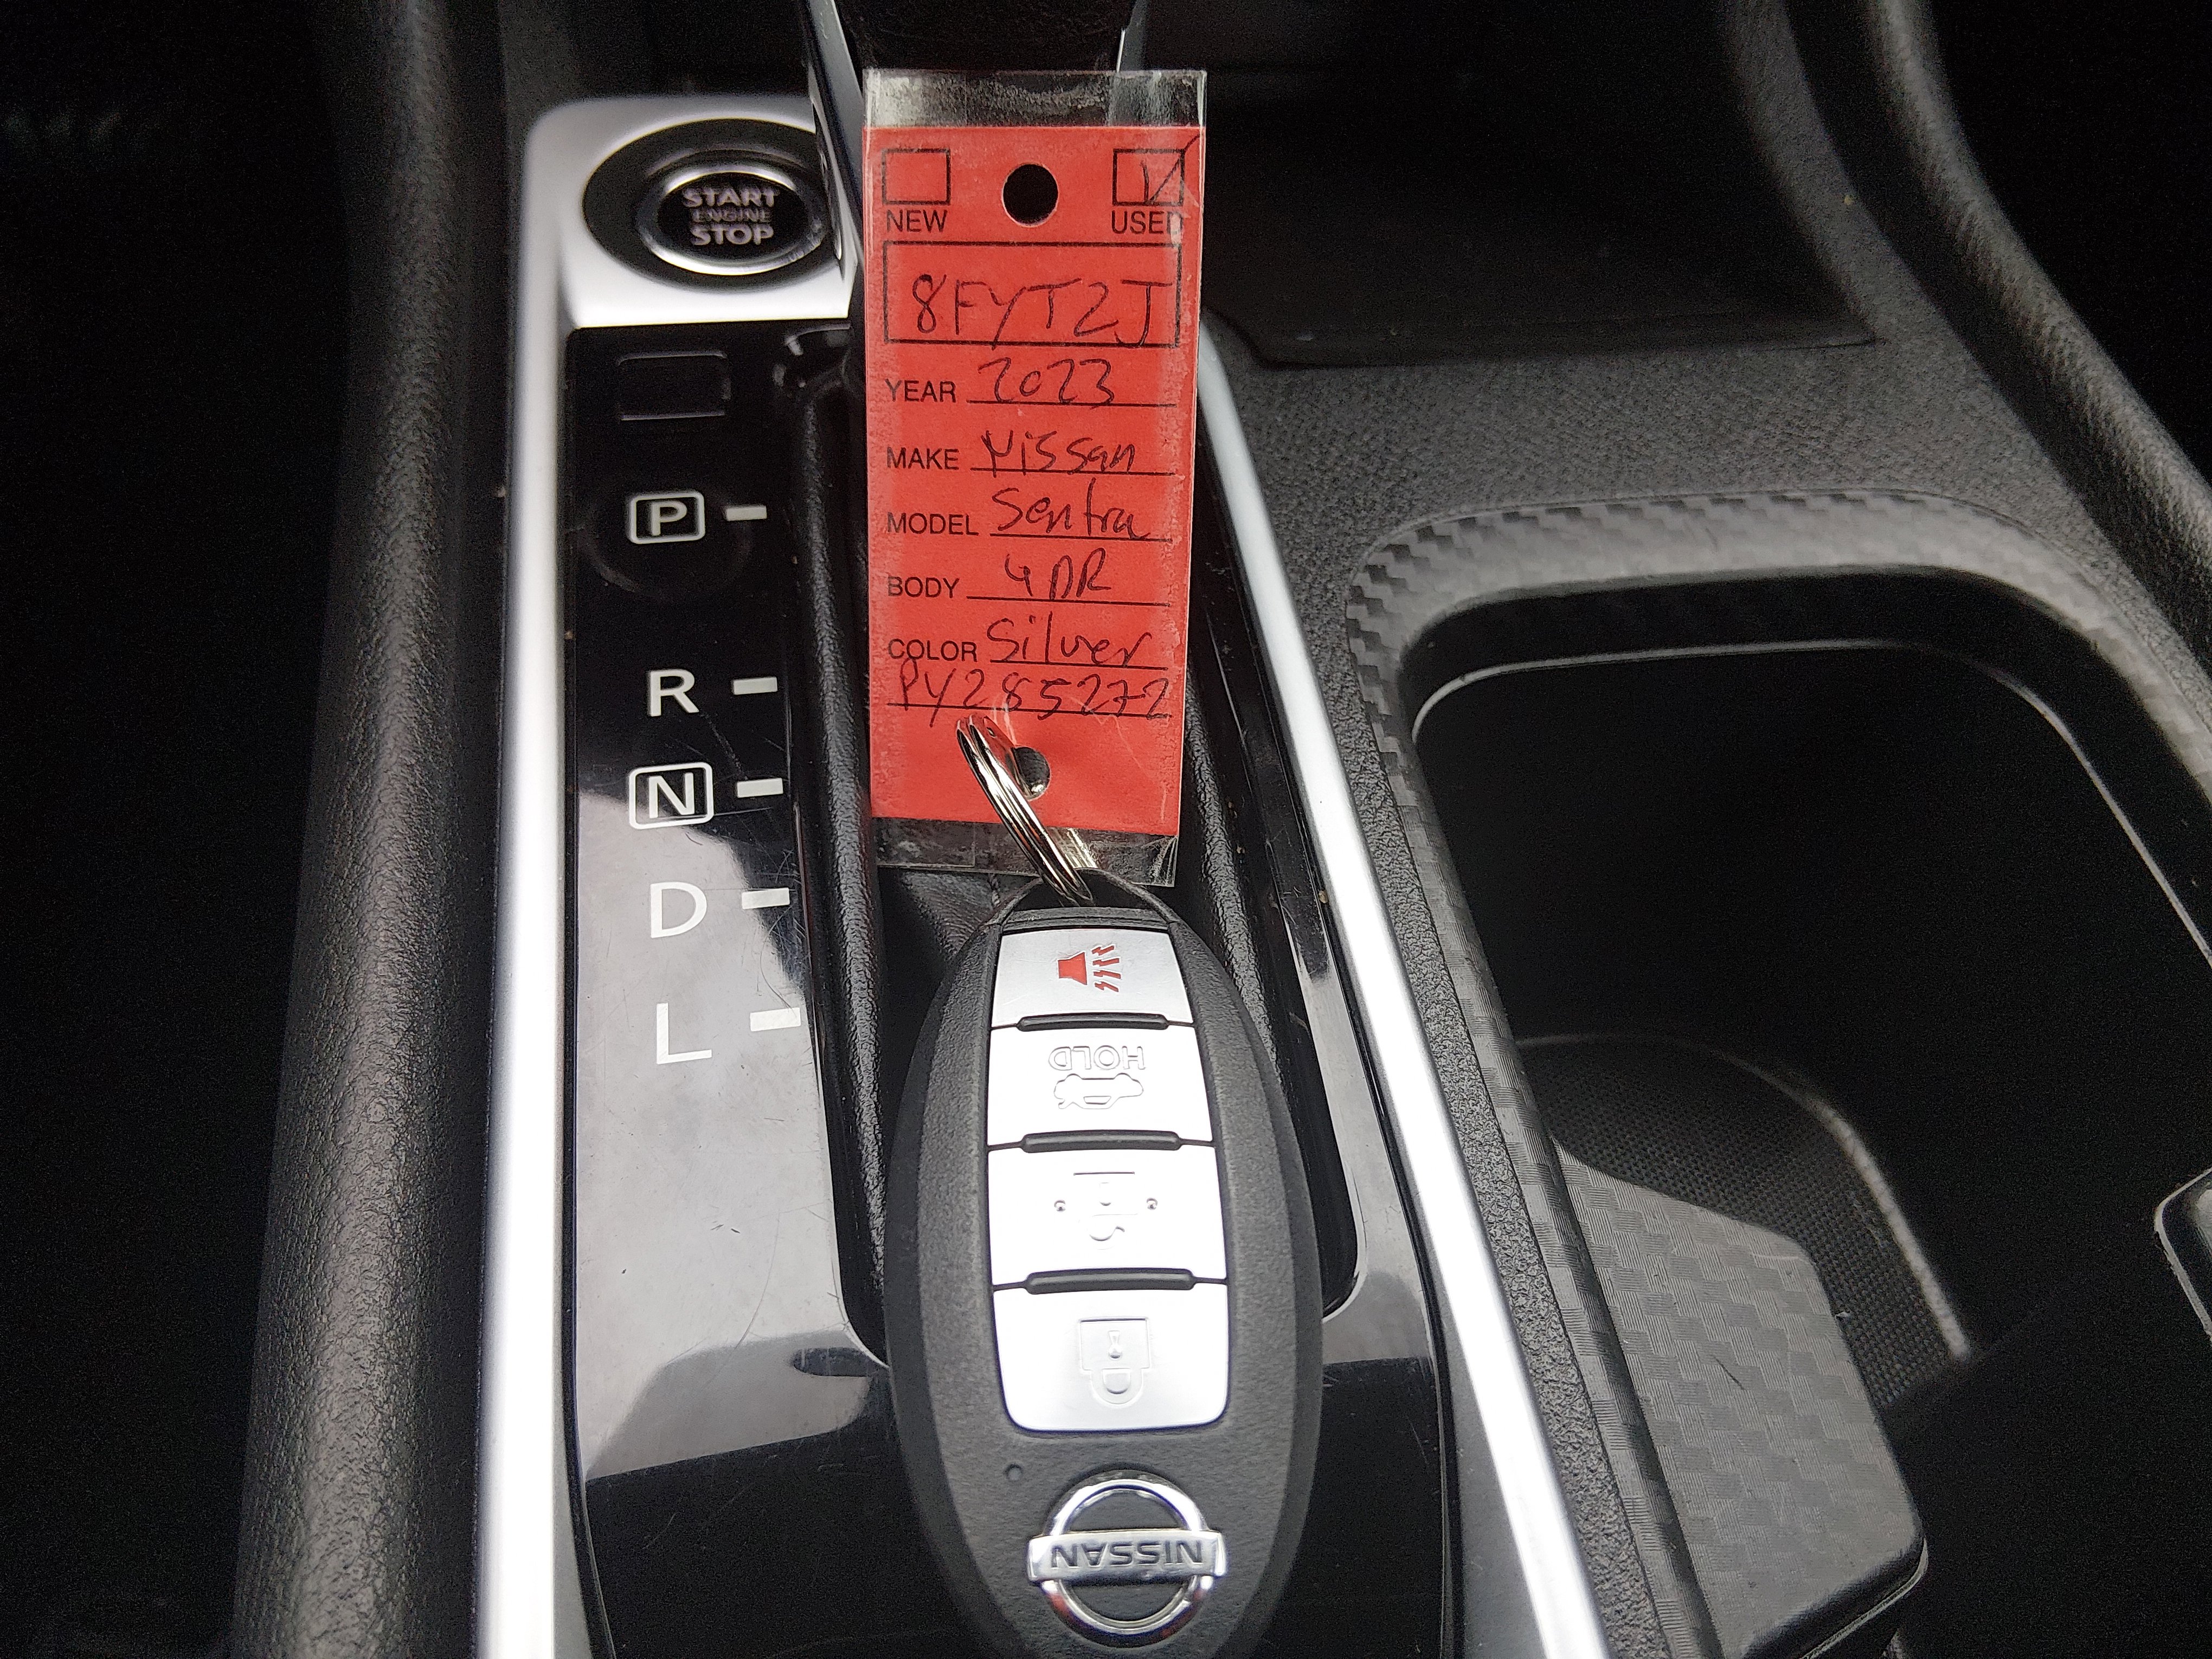 START
ENGINE
STOP
NEW USED
8FYT2J
YEAR 2023
MAKE Nissan
MODEL Sentra
BODY 4DR
COLOR Silver
PY285272
P
R
N
D
L
HOLD
NISSAN